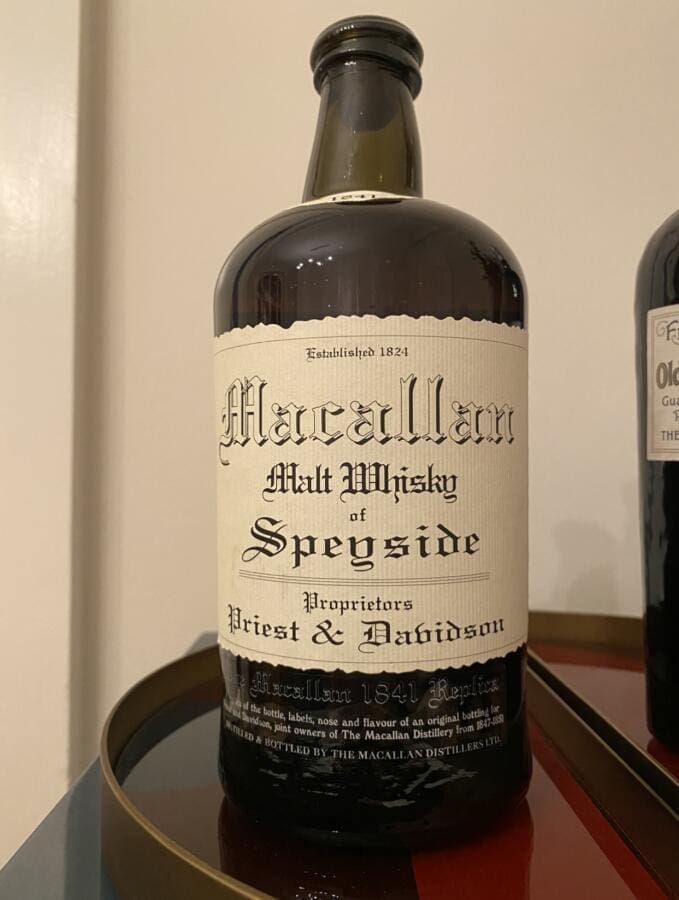 1841
Established 1824
Macallan
Malt Whisky
of
Speyside
Proprietors
Priest & Davidson
Macallan 1841 Replica
of the bottle, labels, nose and flavour of an original bottling for
Davidson, joint owners of The Macallan Distillery from 1847-1881
& BOTTLED BY THE MACALLAN DISTILLERS LTD.
Old
THE